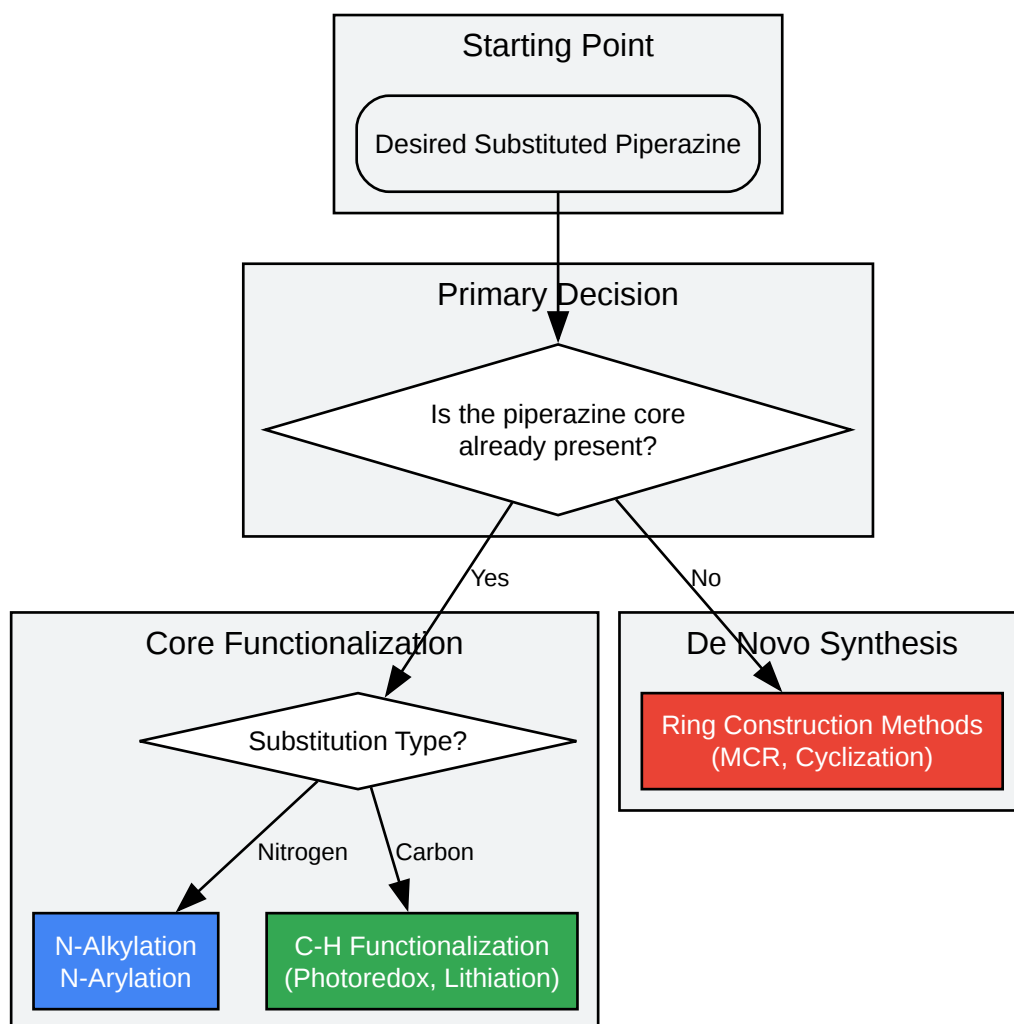 Starting Point
Desired Substituted Piperazine
Primary Decision
Is the piperazine core
already present?
Yes
No
Core Functionalization
De Novo Synthesis
Substitution Type?
Ring Construction Methods
(MCR, Cyclization)
Nitrogen
Carbon
N-Alkylation
N-Arylation
C-H Functionalization
(Photoredox, Lithiation)